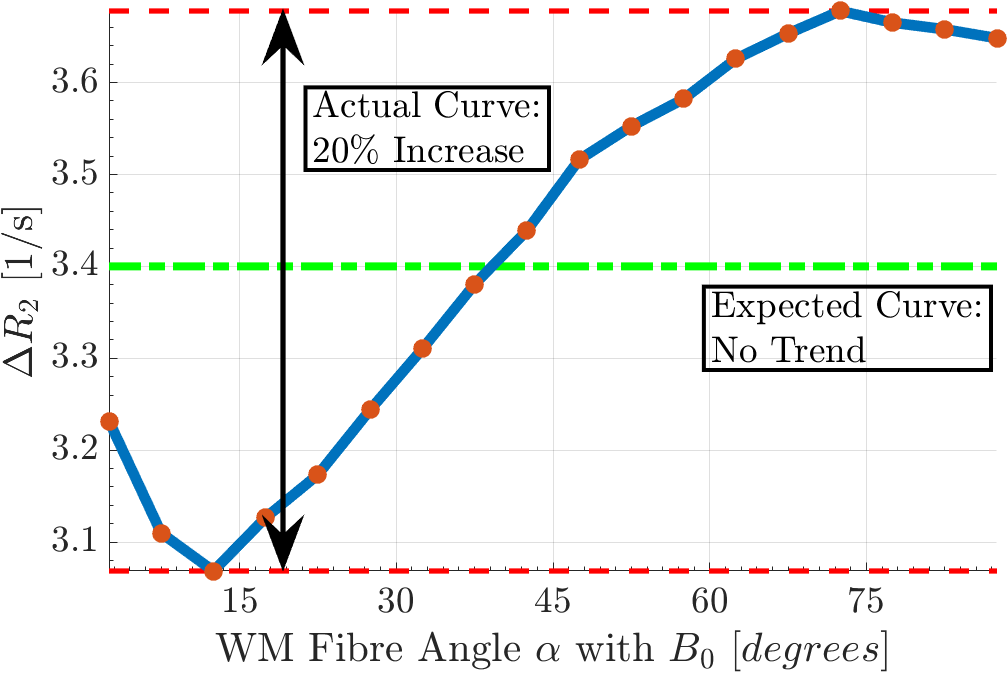 3.6
3.5
3.4
3.3
3.2
3.1
ΔR₂ [1/s]
Actual Curve:
20% Increase
Expected Curve:
No Trend
15 30 45 60 75
WM Fibre Angle α with B₀ [degrees]